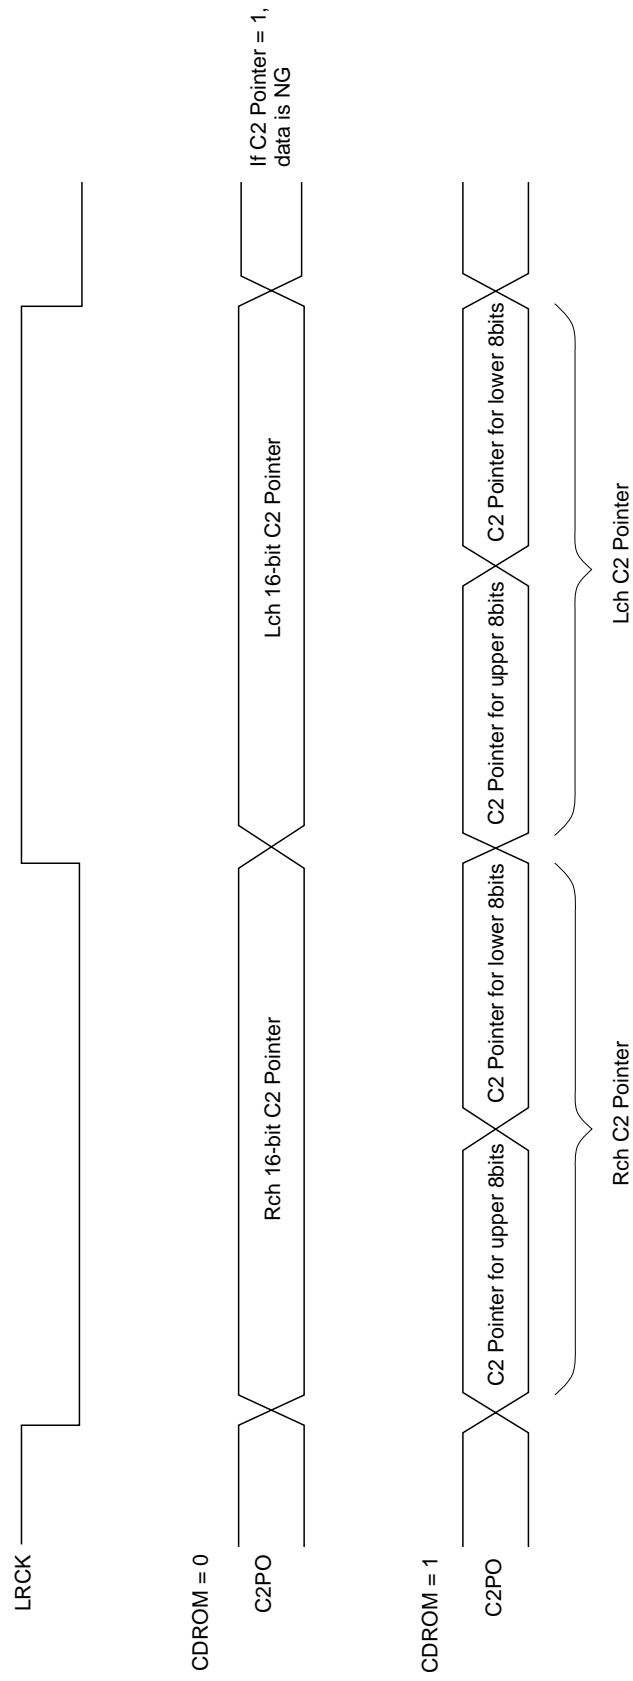 LRCK
CDROM = 0
C2PO
Rch 16-bit C2 Pointer
Lch 16-bit C2 Pointer
If C2 Pointer = 1,
data is NG
CDROM = 1
C2PO
C2 Pointer for upper 8bits
C2 Pointer for lower 8bits
C2 Pointer for upper 8bits
C2 Pointer for lower 8bits
Rch C2 Pointer
Lch C2 Pointer